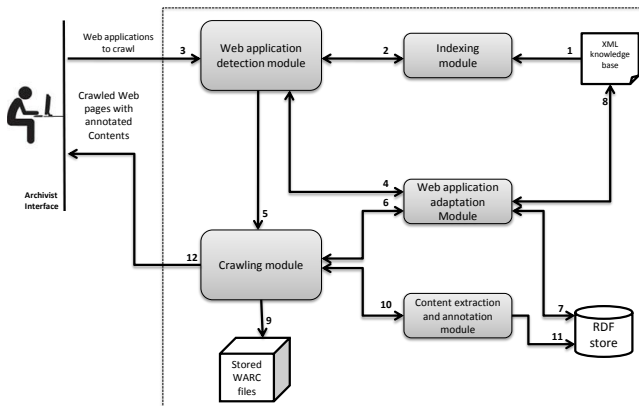 Web applications
to crawl
3
Web application
detection module
2
Indexing
module
1
XML
knowledge
base
8
Crawled Web
pages with
annotated
Contents
Archivist
Interface
4
6
Web application
adaptation
Module
5
12
Crawling module
10
Content extraction
and annotation
module
7
11
RDF
store
9
Stored
WARC
files